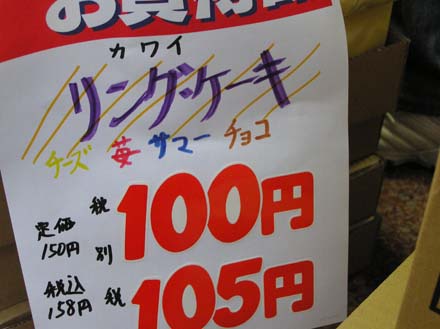 お買得品
カワイ
リングケーキ
チーズ 苺 サマー チョコ
定価 150円 税別 100円
税込 158円 税 105円